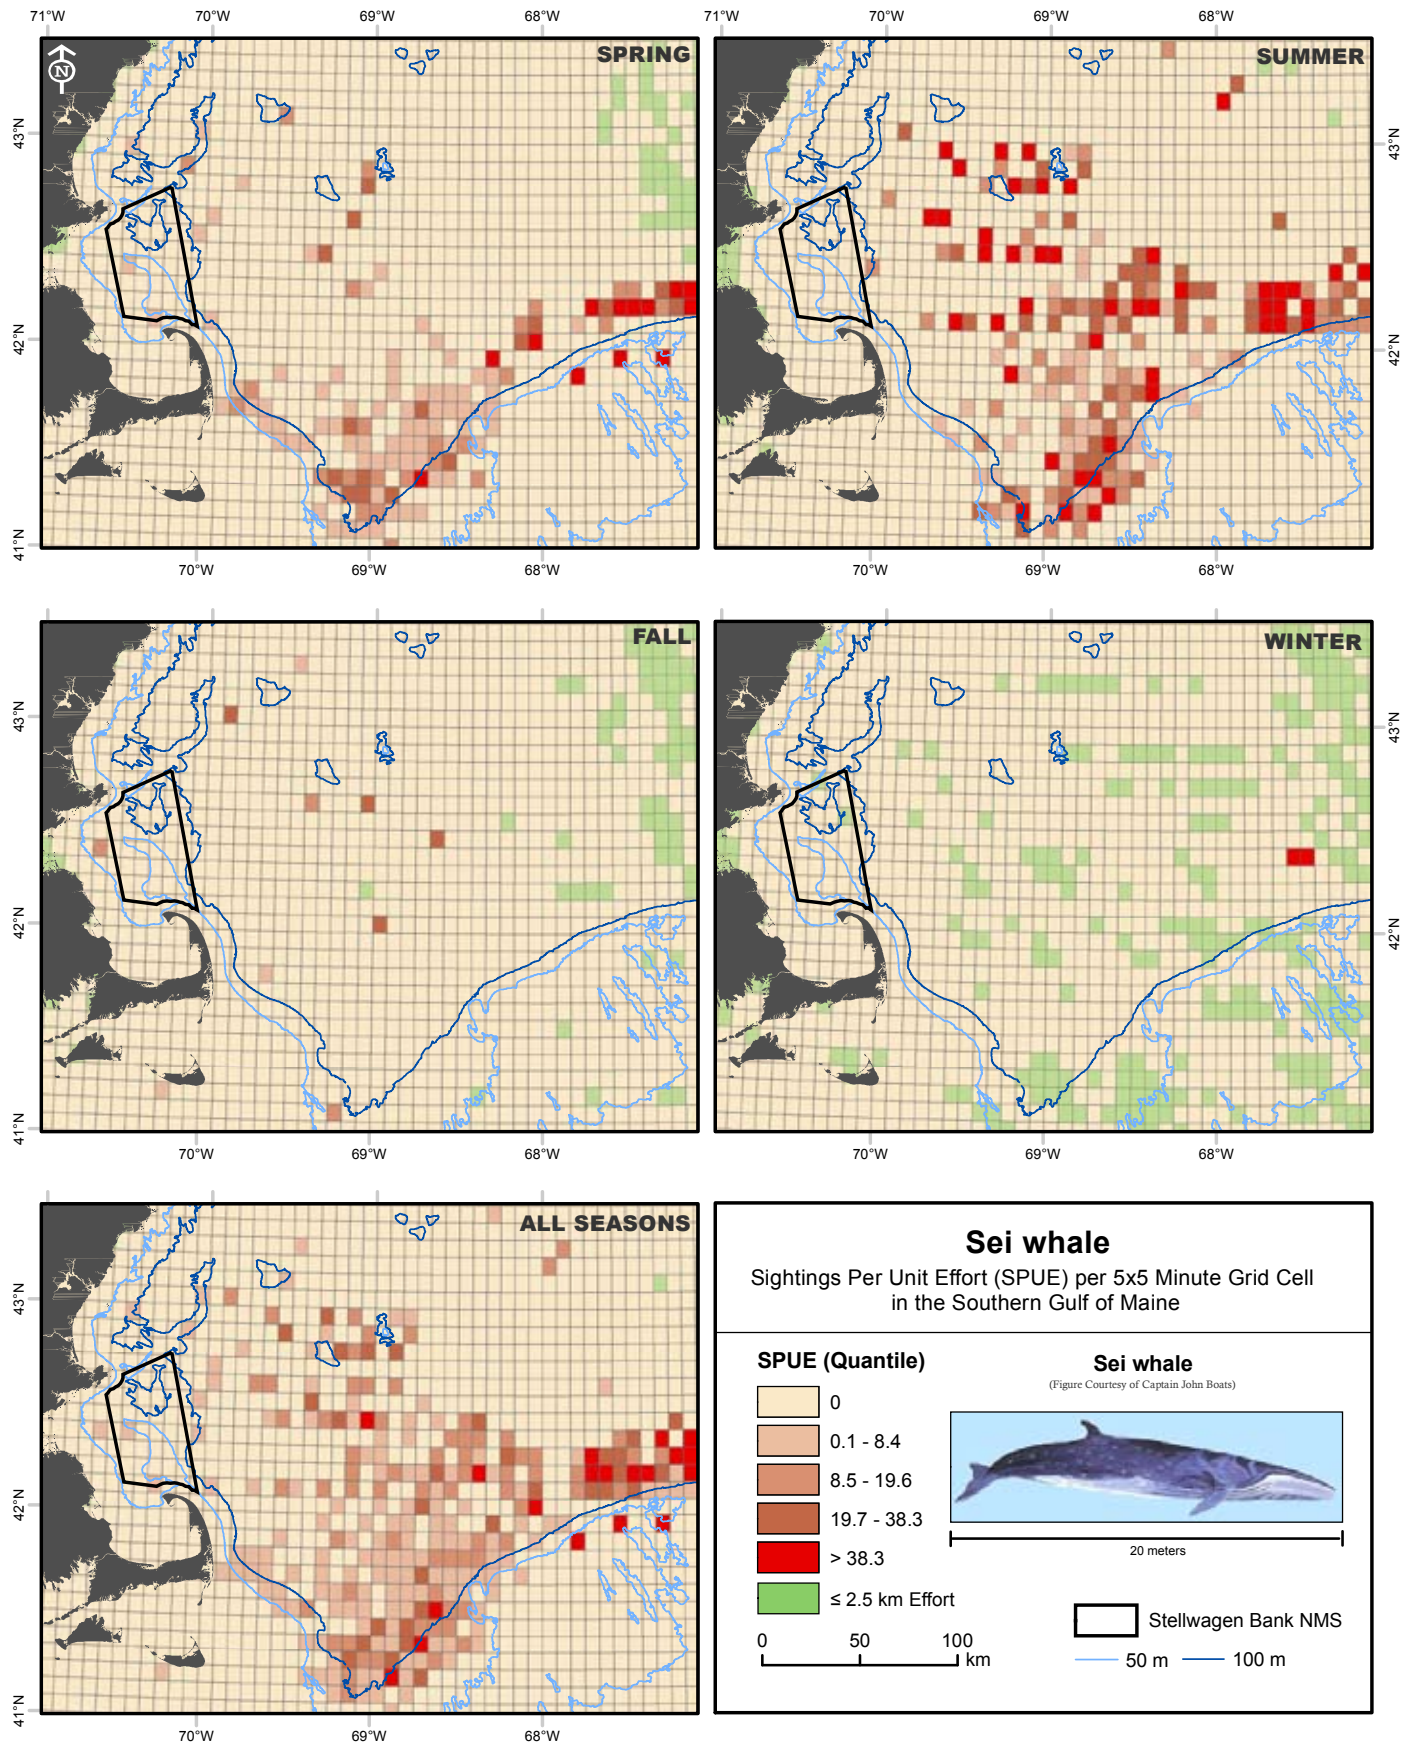 71°W 70°W 69°W 68°W 70°W 69°W 68°W
SPRING
SUMMER
N
43°N
42°N
41°N
43°N
42°N
70°W 69°W 68°W 70°W 69°W 68°W
FALL
WINTER
43°N
42°N
41°N
43°N
42°N
70°W 69°W 68°W 70°W 69°W 68°W
ALL SEASONS
43°N
42°N
41°N
70°W 69°W 68°W
Sei whale
Sightings Per Unit Effort (SPUE) per 5x5 Minute Grid Cell
in the Southern Gulf of Maine
SPUE (Quantile)
0
0.1 - 8.4
8.5 - 19.6
19.7 - 38.3
> 38.3
≤ 2.5 km Effort
0 50 100
km
Sei whale
(Figure Courtesy of Captain John Boats)
20 meters
Stellwagen Bank NMS
50 m 100 m